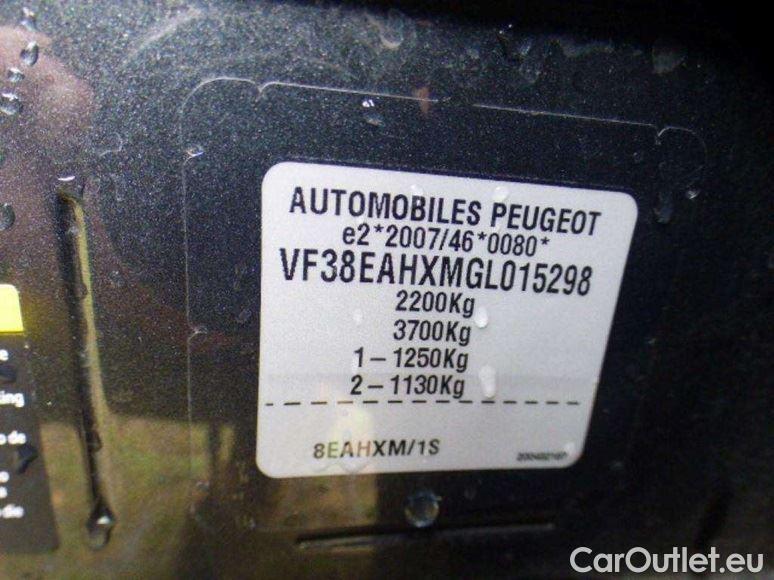 AUTOMOBILES PEUGEOT
e2*2007/46*0080*
VF38EAHXMGL015298
2200Kg
3700Kg
1-1250Kg
2-1130Kg
8EAHXM/1S
CarOutlet.eu